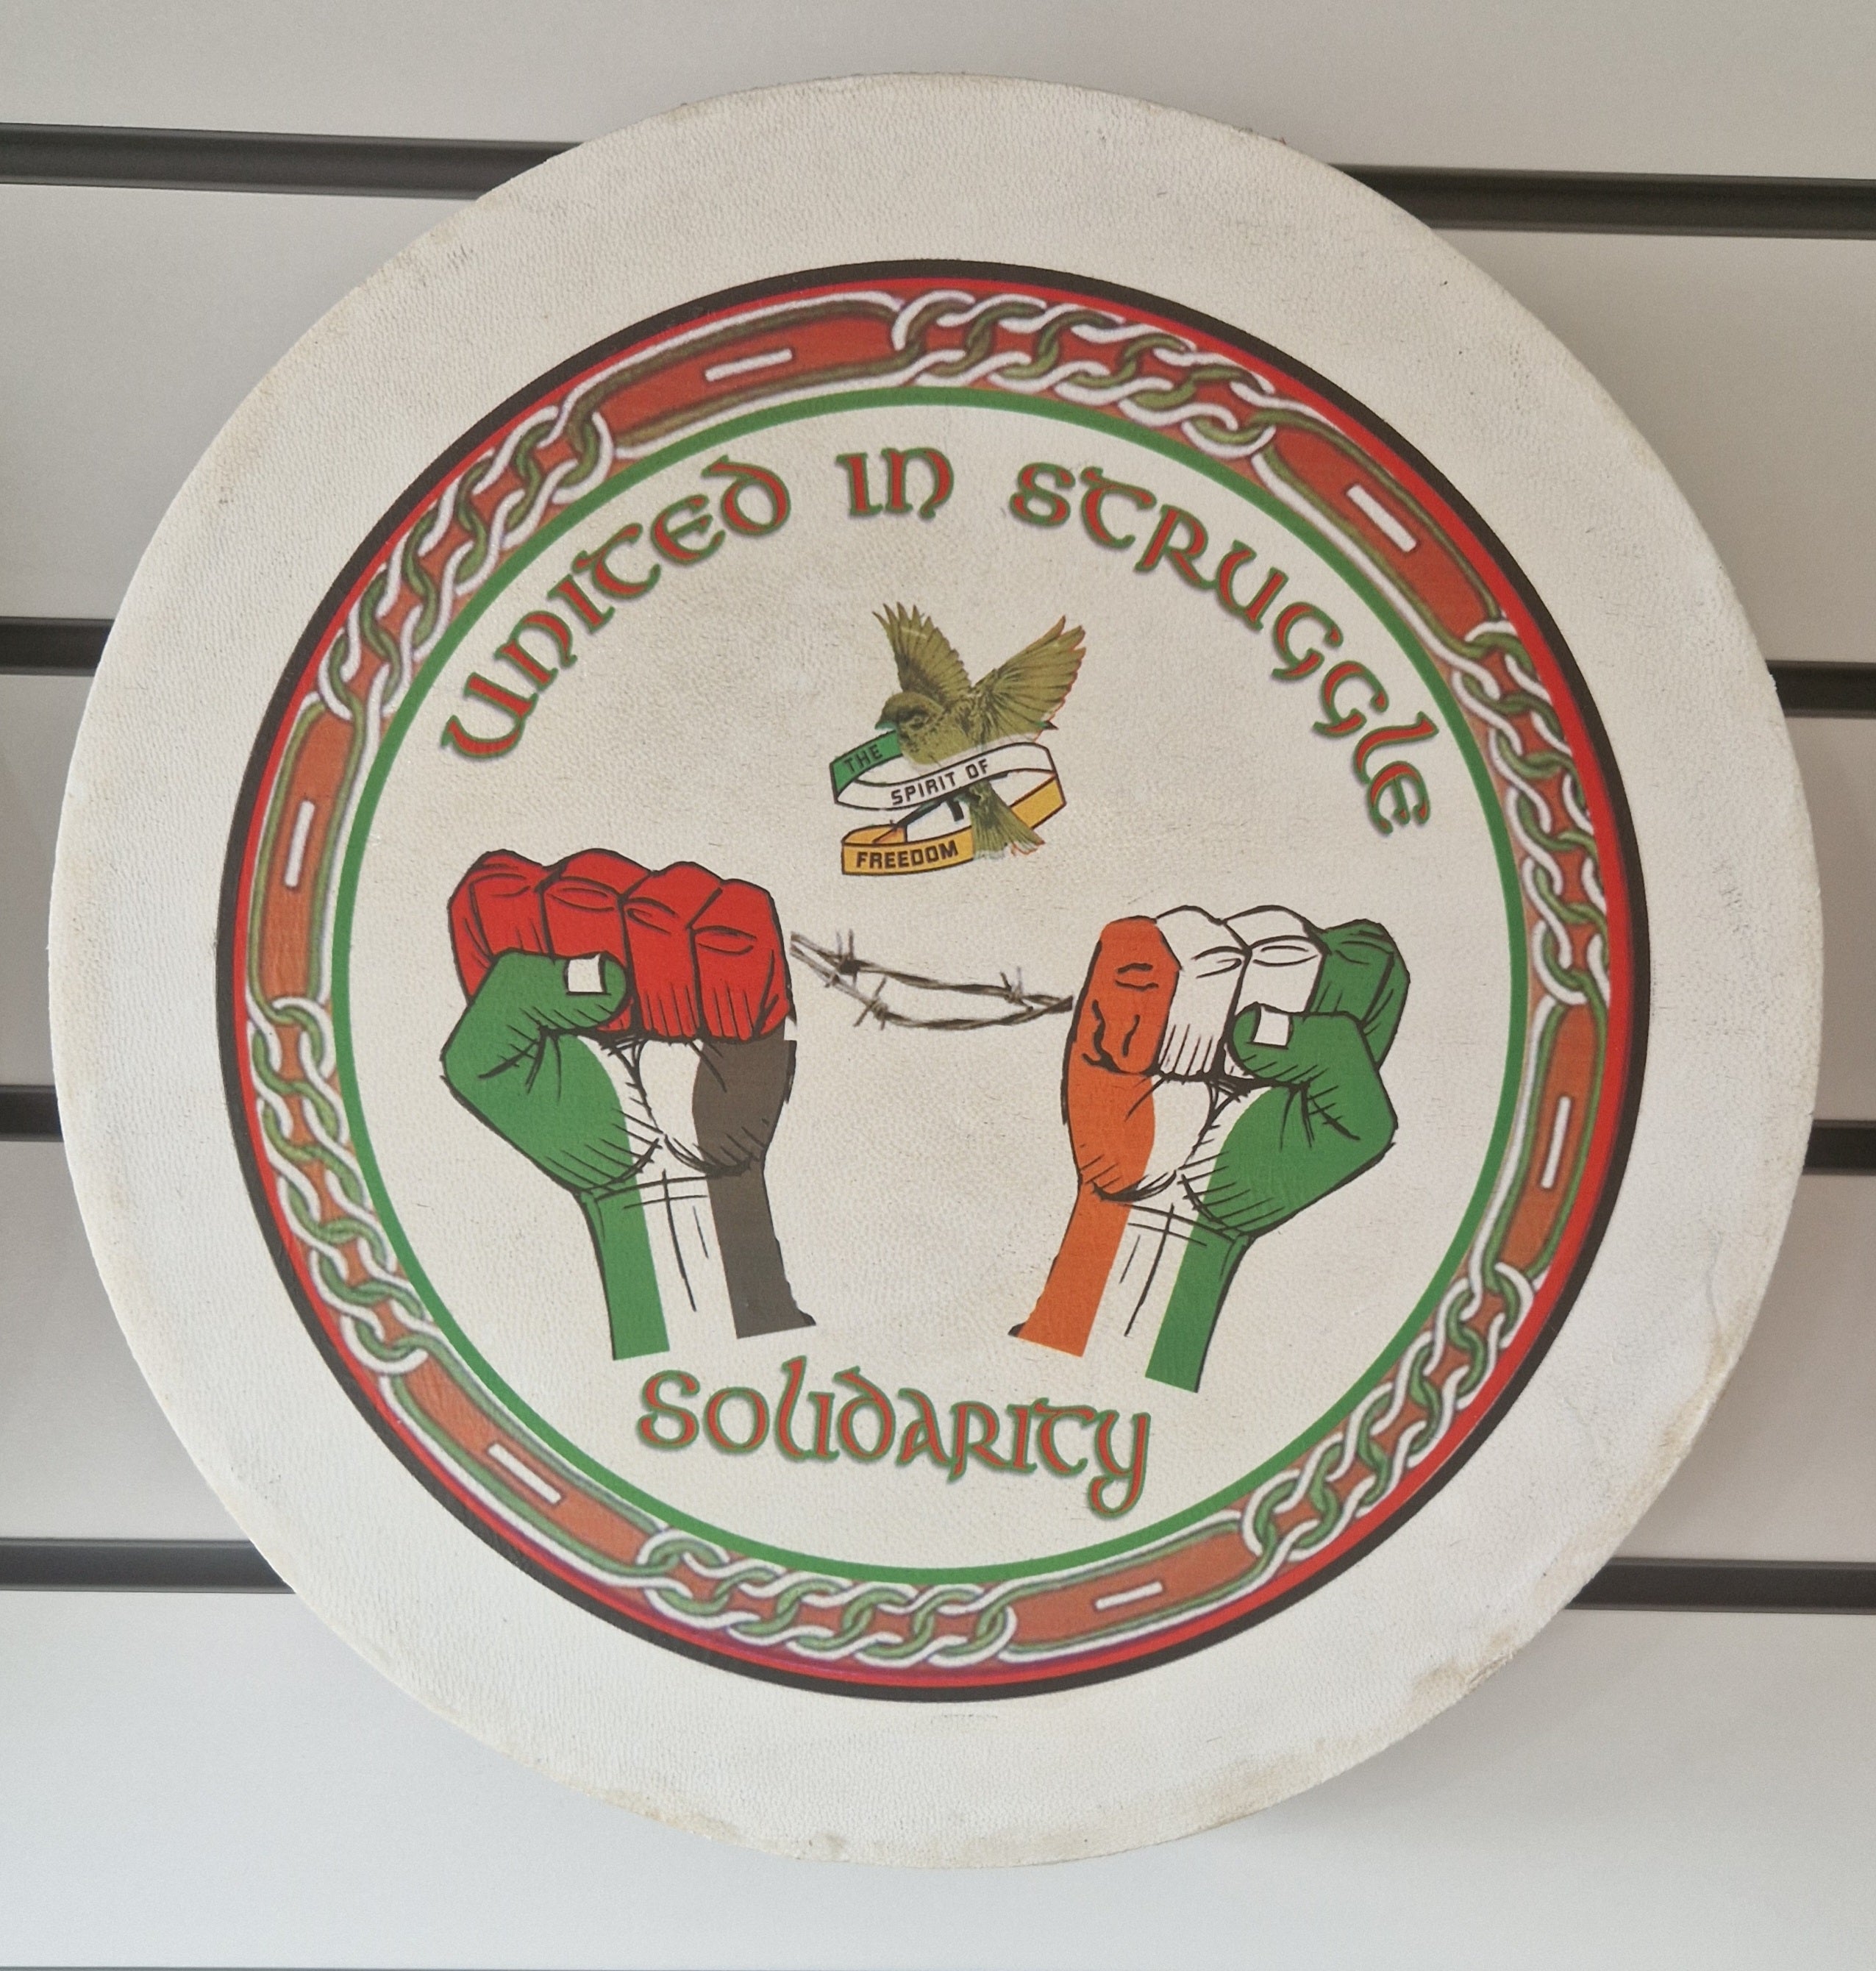 UNITED IN STRUGGLE
THE
SPIRIT OF
FREEDOM
SOLIDARITY